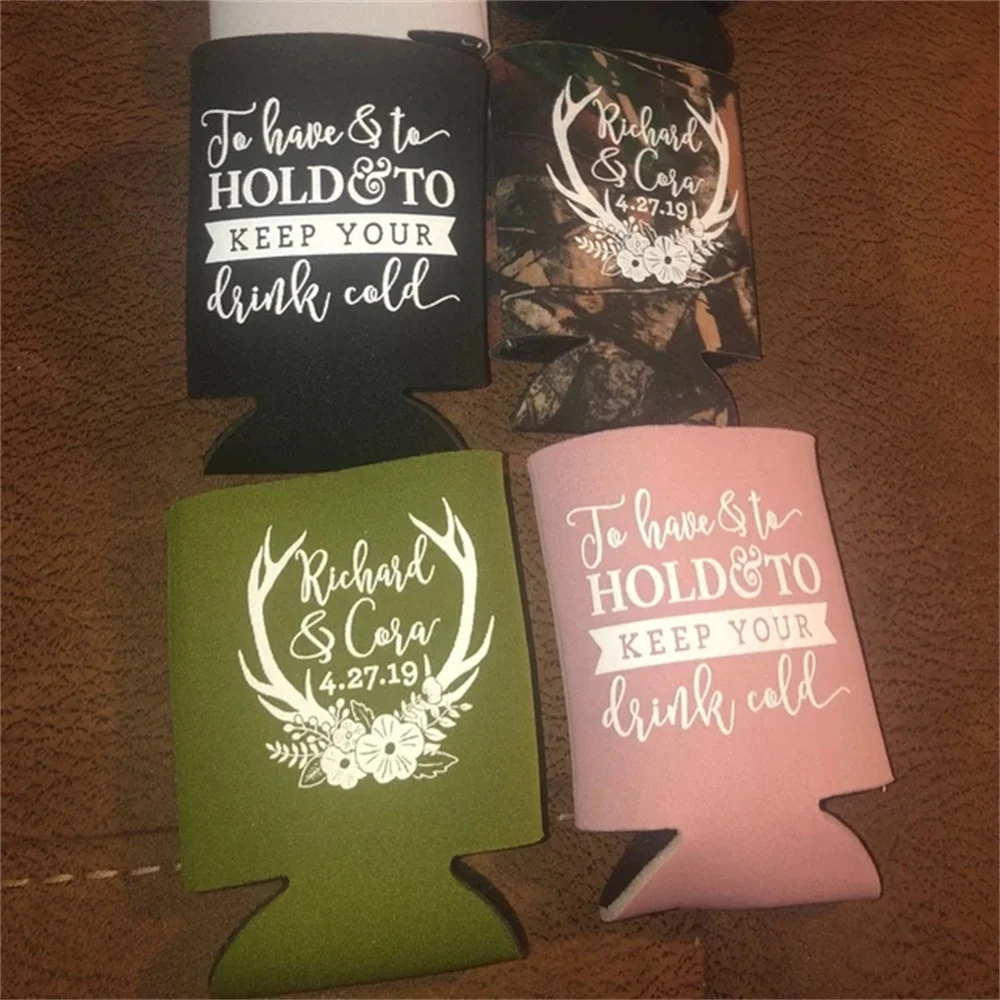 To have & to
HOLD & TO
KEEP YOUR
drink cold
Richard
& Cora
4.27.19
Richard
& Cora
4.27.19
To have & to
HOLD & TO
KEEP YOUR
drink cold